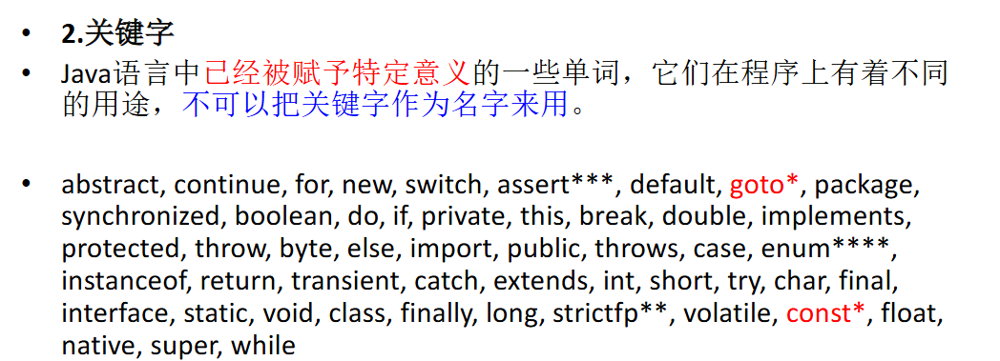 • 2.关键字
• Java语言中已经被赋予特定意义的一些单词，它们在程序上有着不同
的用途，不可以把关键字作为名字来用。
• abstract, continue, for, new, switch, assert***, default, goto*, package,
synchronized, boolean, do, if, private, this, break, double, implements,
protected, throw, byte, else, import, public, throws, case, enum****,
instanceof, return, transient, catch, extends, int, short, try, char, final,
interface, static, void, class, finally, long, strictfp**, volatile, const*, float,
native, super, while